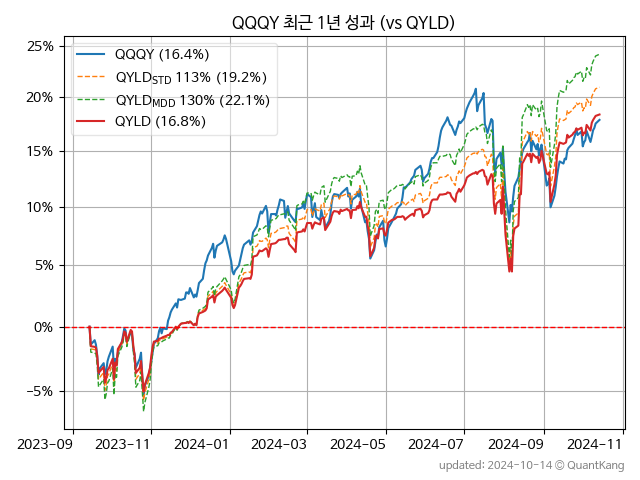 QQQY 최근 1년 성과 (vs QYLD)
QQQY (16.4%)
QYLD_STD 113% (19.2%)
QYLD_MDD 130% (22.1%)
QYLD (16.8%)
25%
20%
15%
10%
5%
0%
−5%
2023-09 2023-11 2024-01 2024-03 2024-05 2024-07 2024-09 2024-11
updated: 2024-10-14 © QuantKang